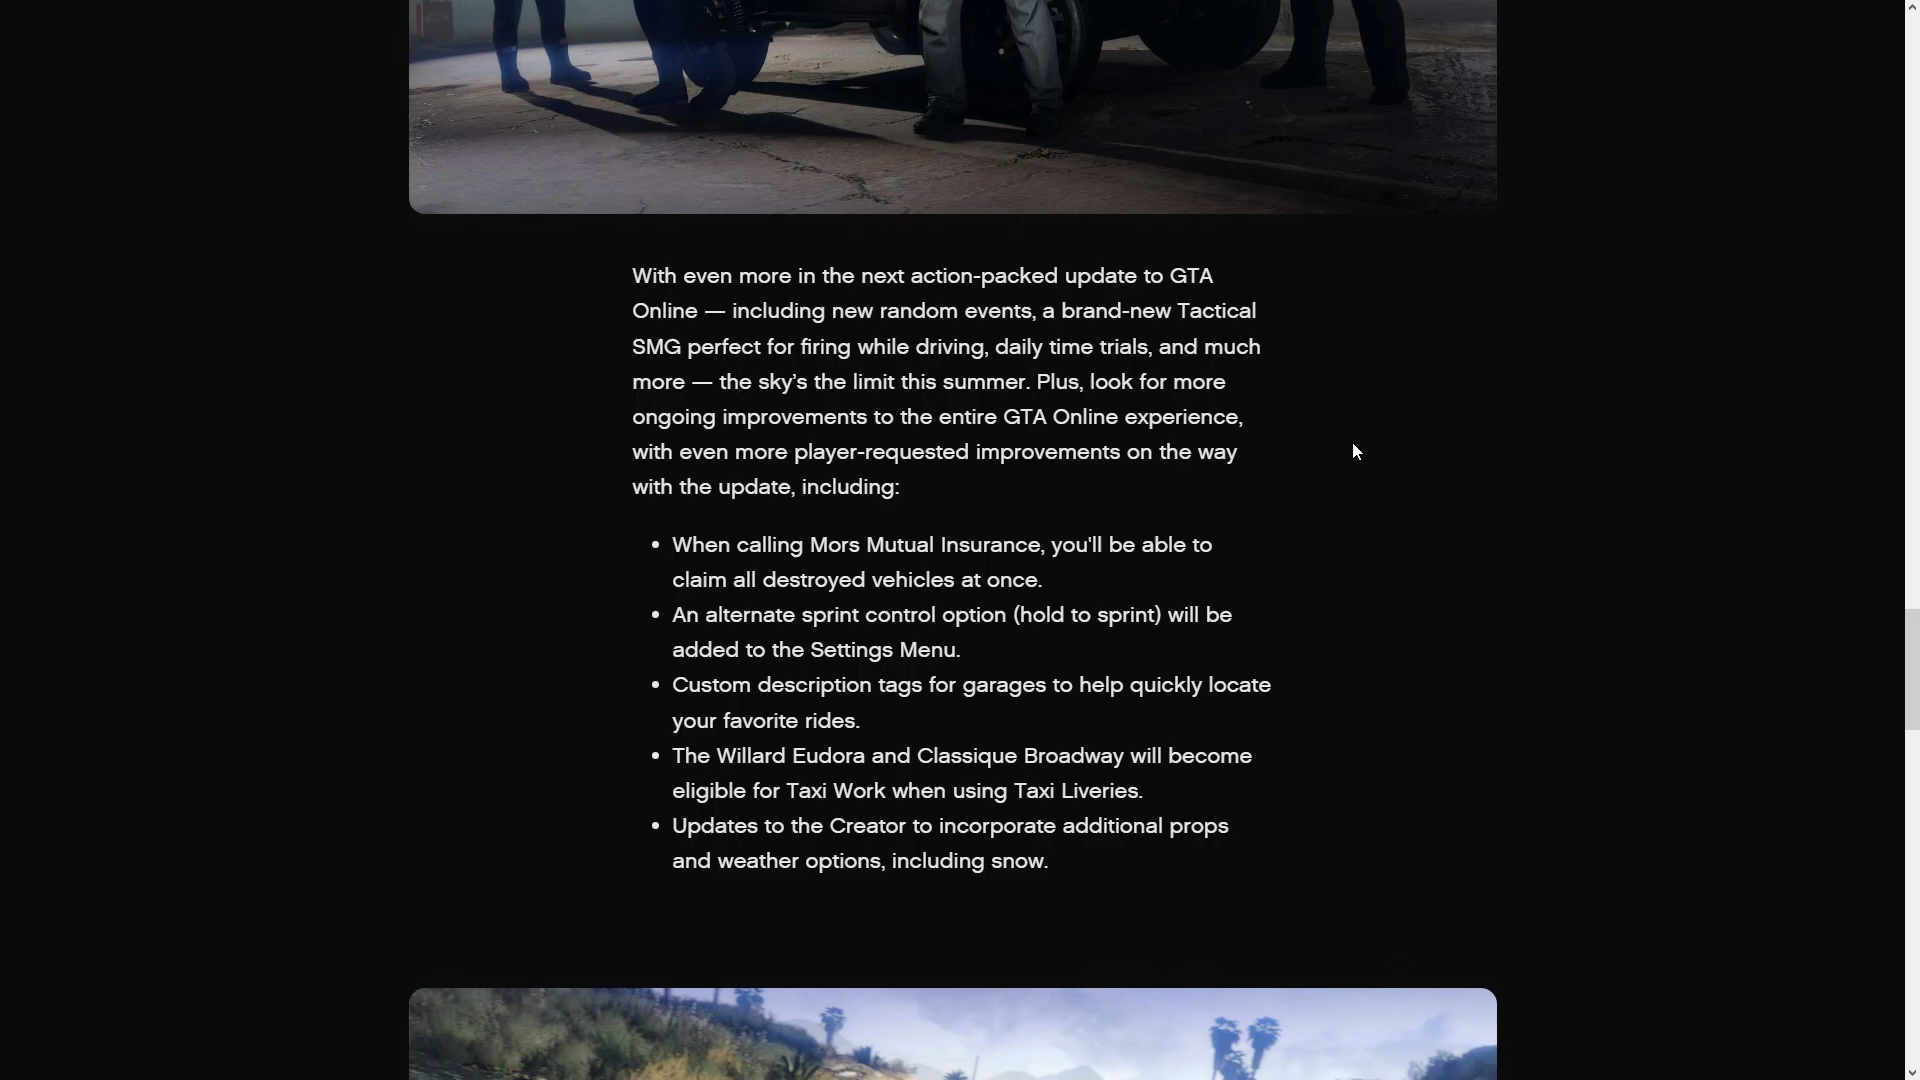 With even more in the next action-packed update to GTA
Online — including new random events, a brand-new Tactical
SMG perfect for firing while driving, daily time trials, and much
more — the sky’s the limit this summer. Plus, look for more
ongoing improvements to the entire GTA Online experience,
with even more player-requested improvements on the way
with the update, including:
• When calling Mors Mutual Insurance, you'll be able to
claim all destroyed vehicles at once.
• An alternate sprint control option (hold to sprint) will be
added to the Settings Menu.
• Custom description tags for garages to help quickly locate
your favorite rides.
• The Willard Eudora and Classique Broadway will become
eligible for Taxi Work when using Taxi Liveries.
• Updates to the Creator to incorporate additional props
and weather options, including snow.